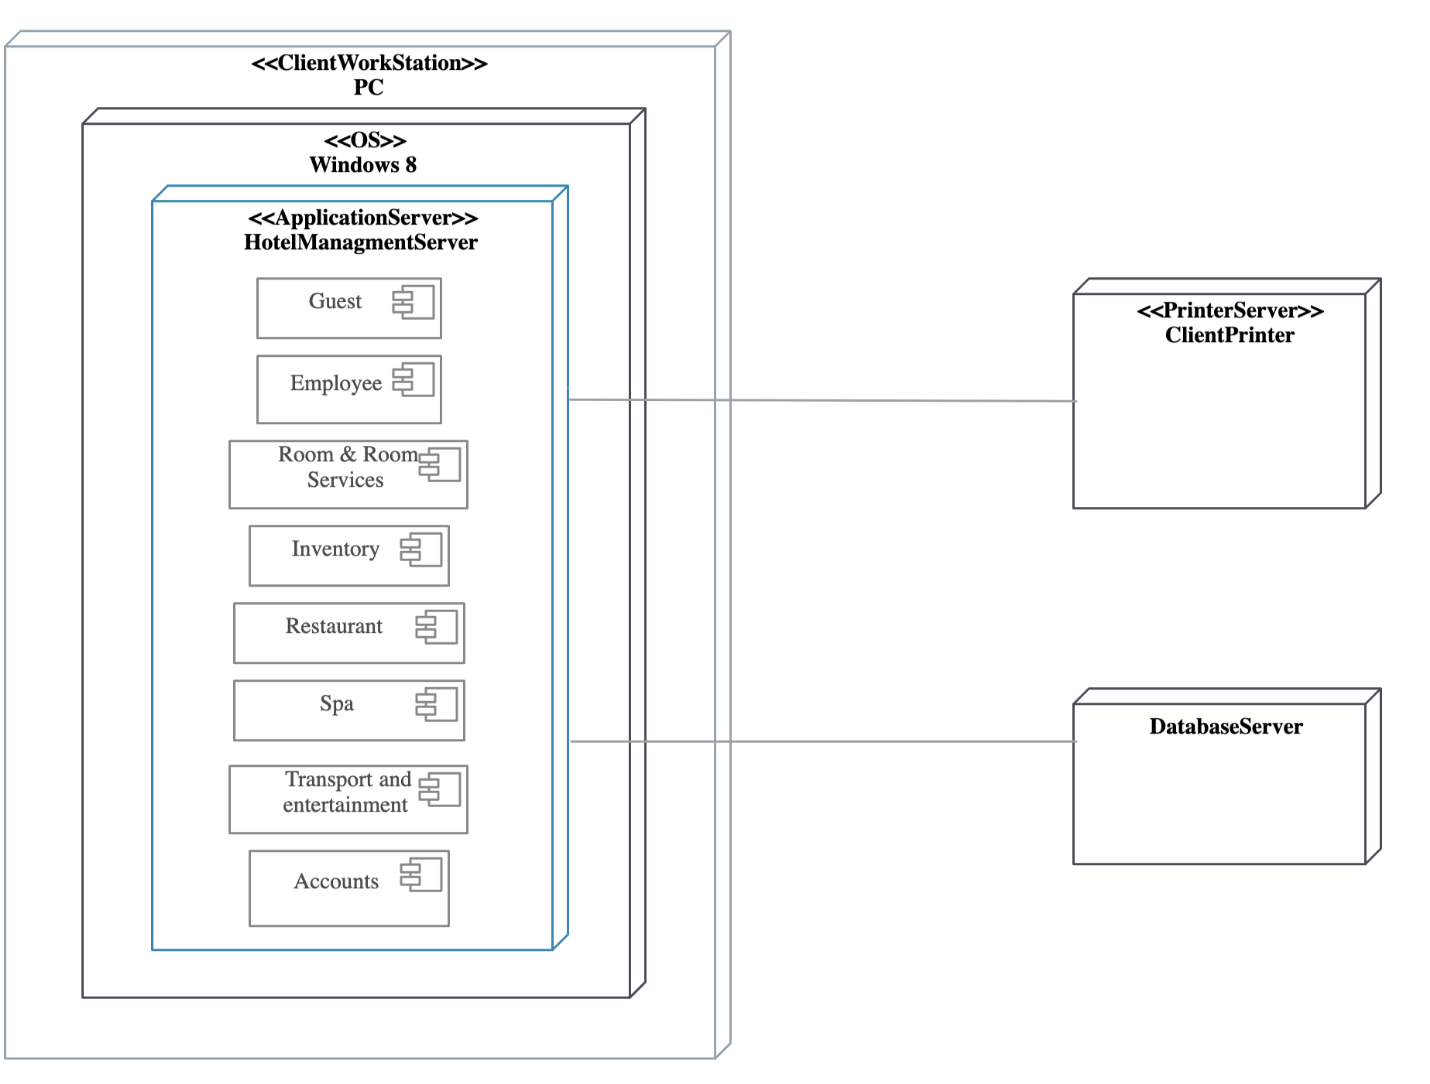 <<ClientWorkStation>>
PC
<<OS>>
Windows 8
<<ApplicationServer>>
HotelManagmentServer
Guest
Employee
Room & Room
Services
Inventory
Restaurant
Spa
Transport and
entertainment
Accounts
<<PrinterServer>>
ClientPrinter
DatabaseServer